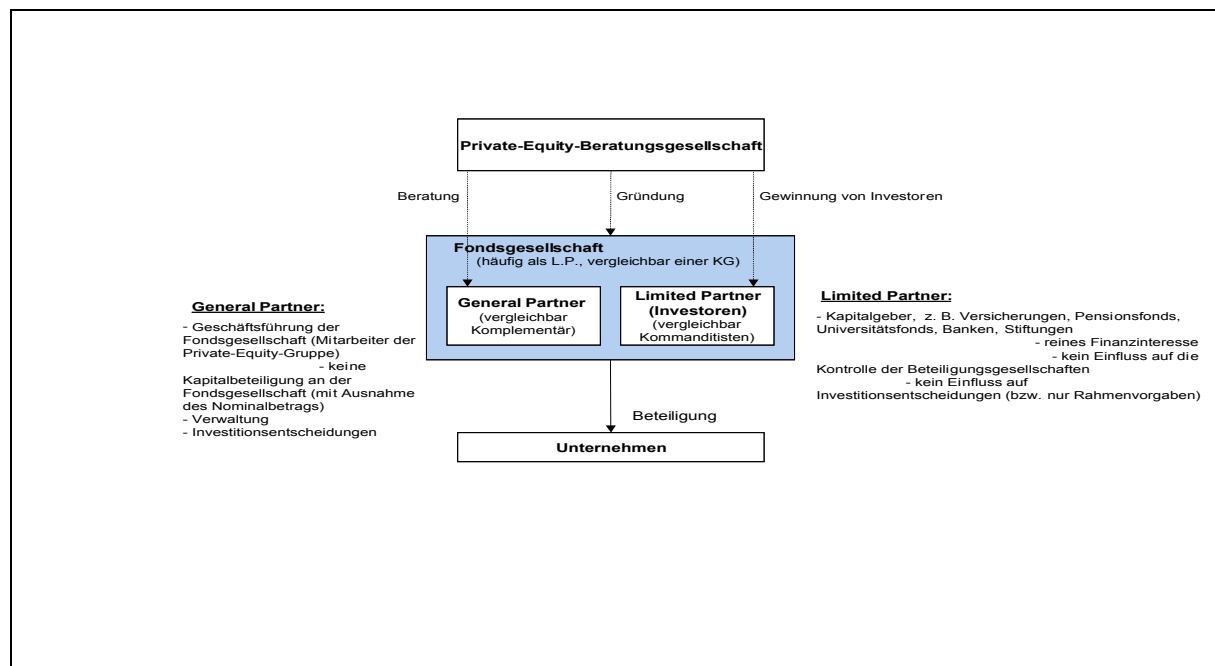 Private-Equity-Beratungsgesellschaft
Beratung
Gründung
Gewinnung von Investoren
Fondsgesellschaft
(häufig als L.P., vergleichbar einer KG)
General Partner
(vergleichbar
Komplementär)
Limited Partner
(Investoren)
(vergleichbar
Kommanditisten)
General Partner:
- Geschäftsführung der
Fondsgesellschaft (Mitarbeiter der
Private-Equity-Gruppe)
- keine
Kapitalbeteiligung an der
Fondsgesellschaft (mit Ausnahme
des Nominalbetrags)
- Verwaltung
- Investitionsentscheidungen
Limited Partner:
- Kapitalgeber, z. B. Versicherungen, Pensionsfonds,
Universitätsfonds, Banken, Stiftungen
- reines Finanzinteresse
- kein Einfluss auf die
Kontrolle der Beteiligungsgesellschaften
- kein Einfluss auf
Investitionsentscheidungen (bzw. nur Rahmenvorgaben)
Beteiligung
Unternehmen